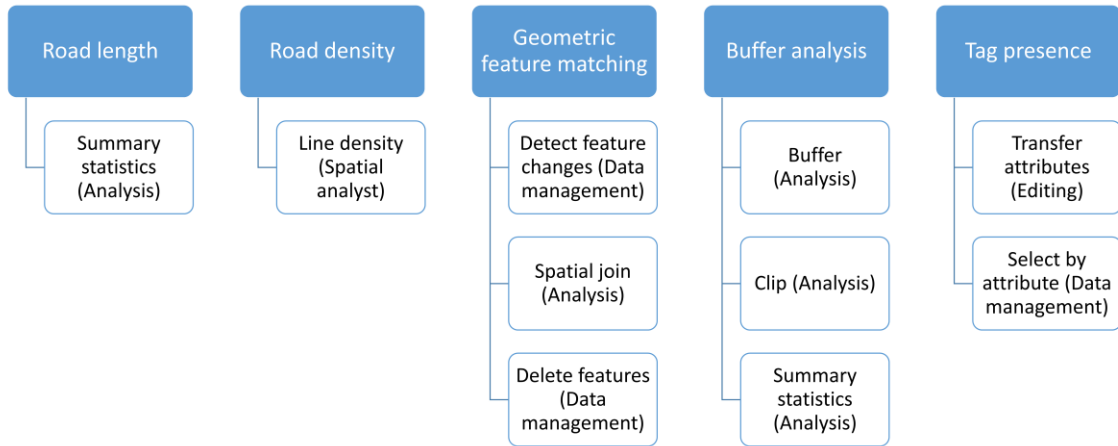 Road length
Summary
statistics
(Analysis)
Road density
Line density
(Spatial
analyst)
Geometric
feature matching
Detect feature
changes (Data
management)
Spatial join
(Analysis)
Delete features
(Data
management)
Buffer analysis
Buffer
(Analysis)
Clip (Analysis)
Summary
statistics
(Analysis)
Tag presence
Transfer
attributes
(Editing)
Select by
attribute (Data
management)